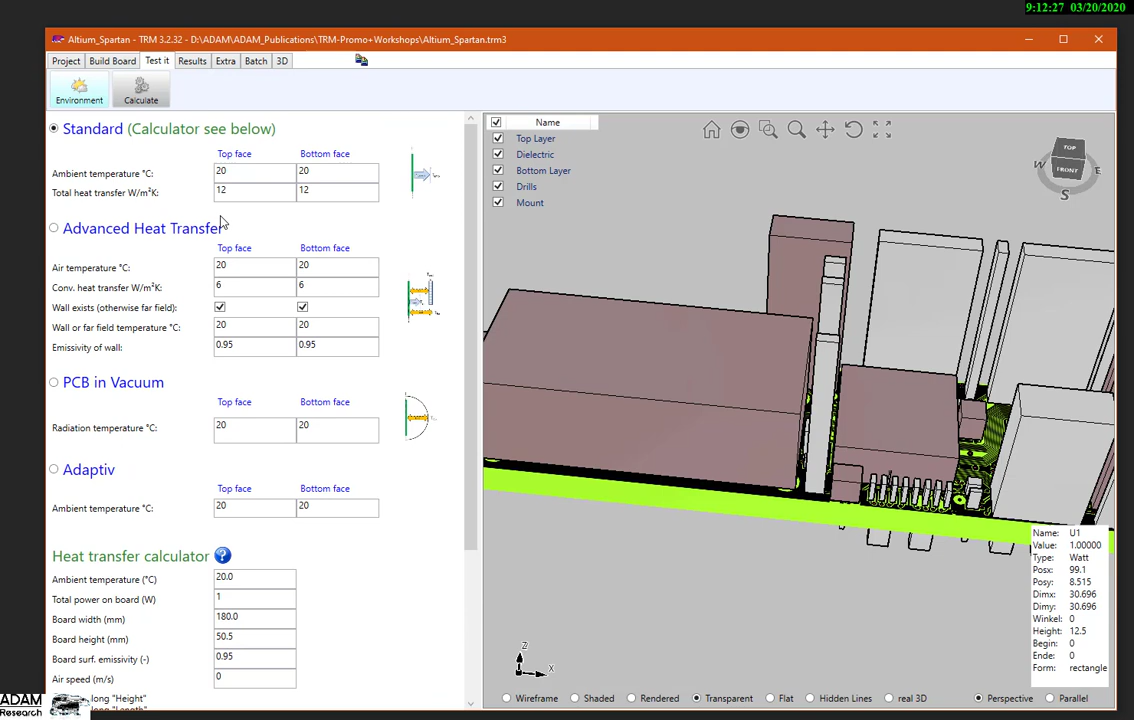 9:12:27 03/20/2020
Altium_Spartan - TRM 3.2.32 - D:\ADAM\ADAM_Publications\TRM-Promo+Workshops\Altium_Spartan.trm3
Project Build Board Test it Results Extra Batch 3D
Environment Calculate
Standard (Calculator see below)
Top face Bottom face
Ambient temperature °C: 20 20
Total heat transfer W/m²K: 12 12
Advanced Heat Transfer
Top face Bottom face
Air temperature °C: 20 20
Conv. heat transfer W/m²K: 6 6
Wall exists (otherwise far field):
Wall or far field temperature °C: 20 20
Emissivity of wall: 0.95 0.95
PCB in Vacuum
Top face Bottom face
Radiation temperature °C: 20 20
Adaptiv
Top face Bottom face
Ambient temperature °C: 20 20
Heat transfer calculator ?
Ambient temperature (°C) 20.0
Total power on board (W) 1
Board width (mm) 180.0
Board height (mm) 50.5
Board surf. emissivity (-) 0.95
Air speed (m/s) 0
long "Height"
long "Length"
ADAM
Research
Name
Top Layer
Dielectric
Bottom Layer
Drills
Mount
TOP
FRONT
W E
S
Name: U1
Value: 1.00000
Type: Watt
Posx: 99.1
Posy: 8.515
Dimx: 30.696
Dimy: 30.696
Winkel: 0
Height: 12.5
Begin: 0
Ende: 0
Form: rectangle
Z
X
Wireframe Shaded Rendered Transparent Flat Hidden Lines real 3D Perspective Parallel